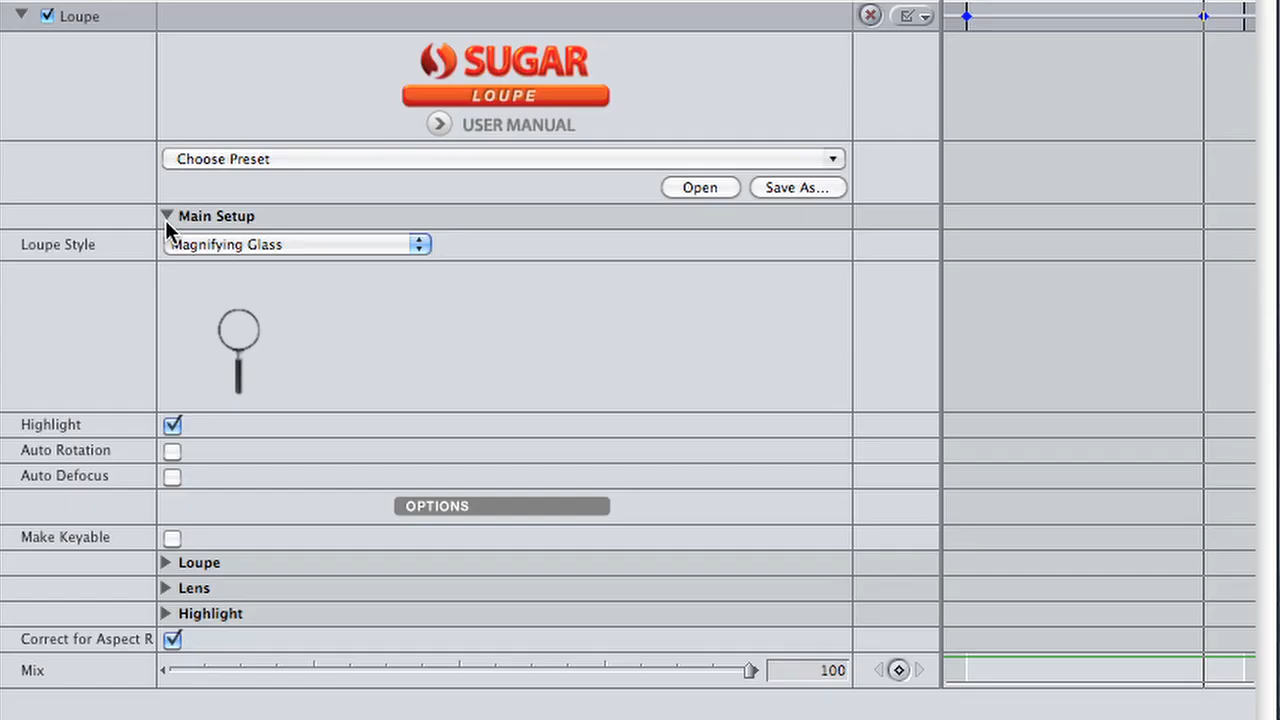 Loupe
SUGAR
LOUPE
USER MANUAL
Choose Preset
Open Save As...
Main Setup
Loupe Style Magnifying Glass
Highlight
Auto Rotation
Auto Defocus
OPTIONS
Make Keyable
Loupe
Lens
Highlight
Correct for Aspect R
Mix 100